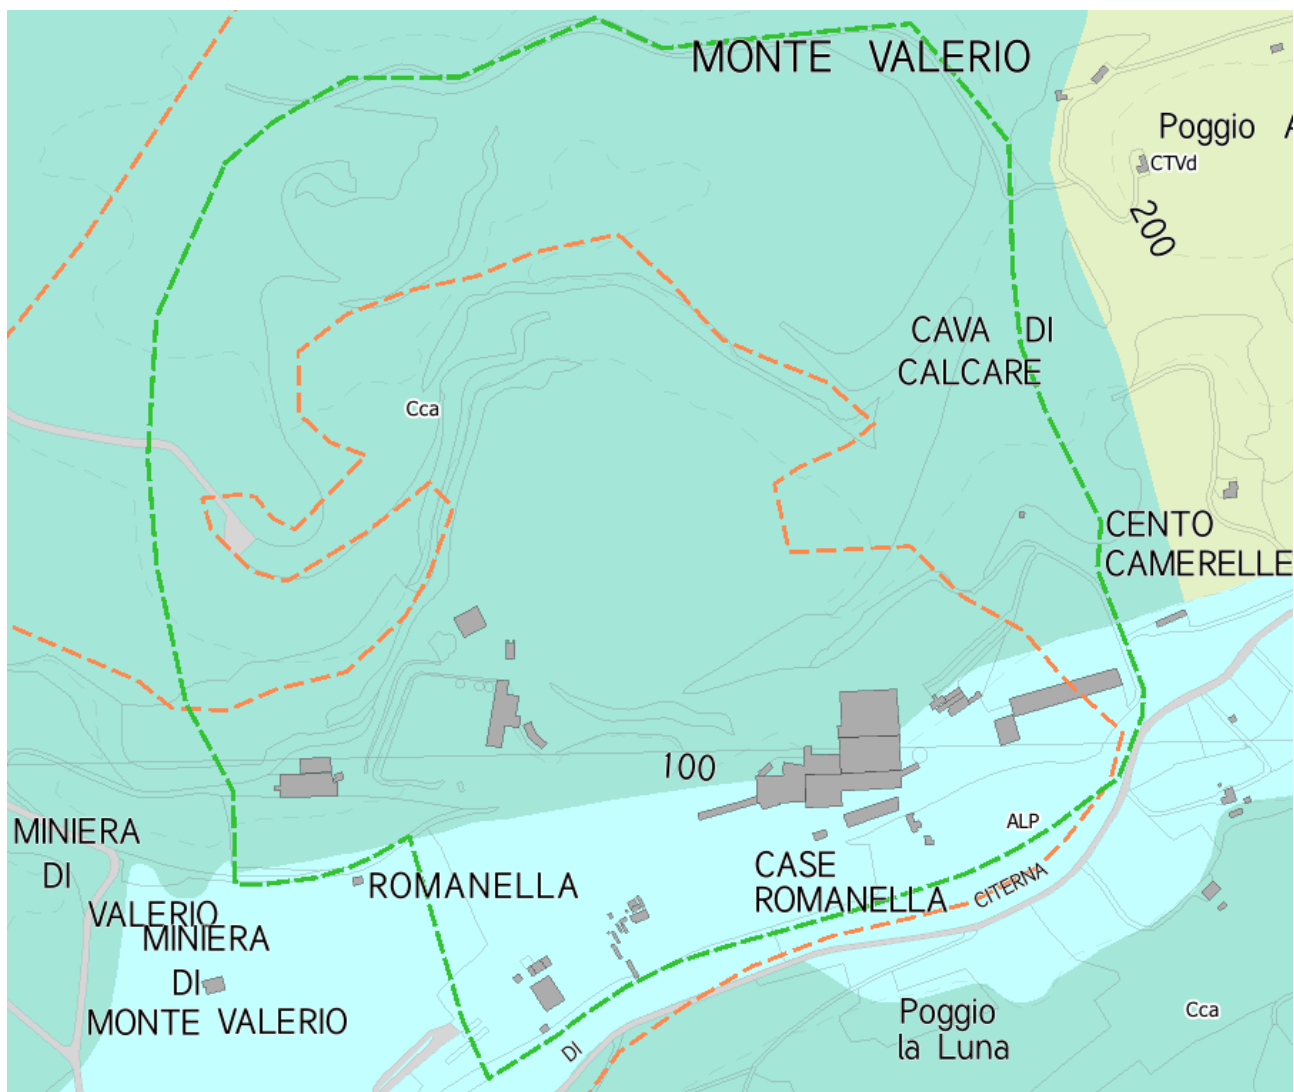 MONTE VALERIO
Poggio A
CTVd
200
CAVA DI
CALCARE
Cca
CENTO
CAMERELLE
100
MINIERA
DI
VALERIO
ALP
CASE
ROMANELLA
ROMANELLA
CITERNA
MINIERA
DI
MONTE VALERIO
Poggio
la Luna
Cca
DI